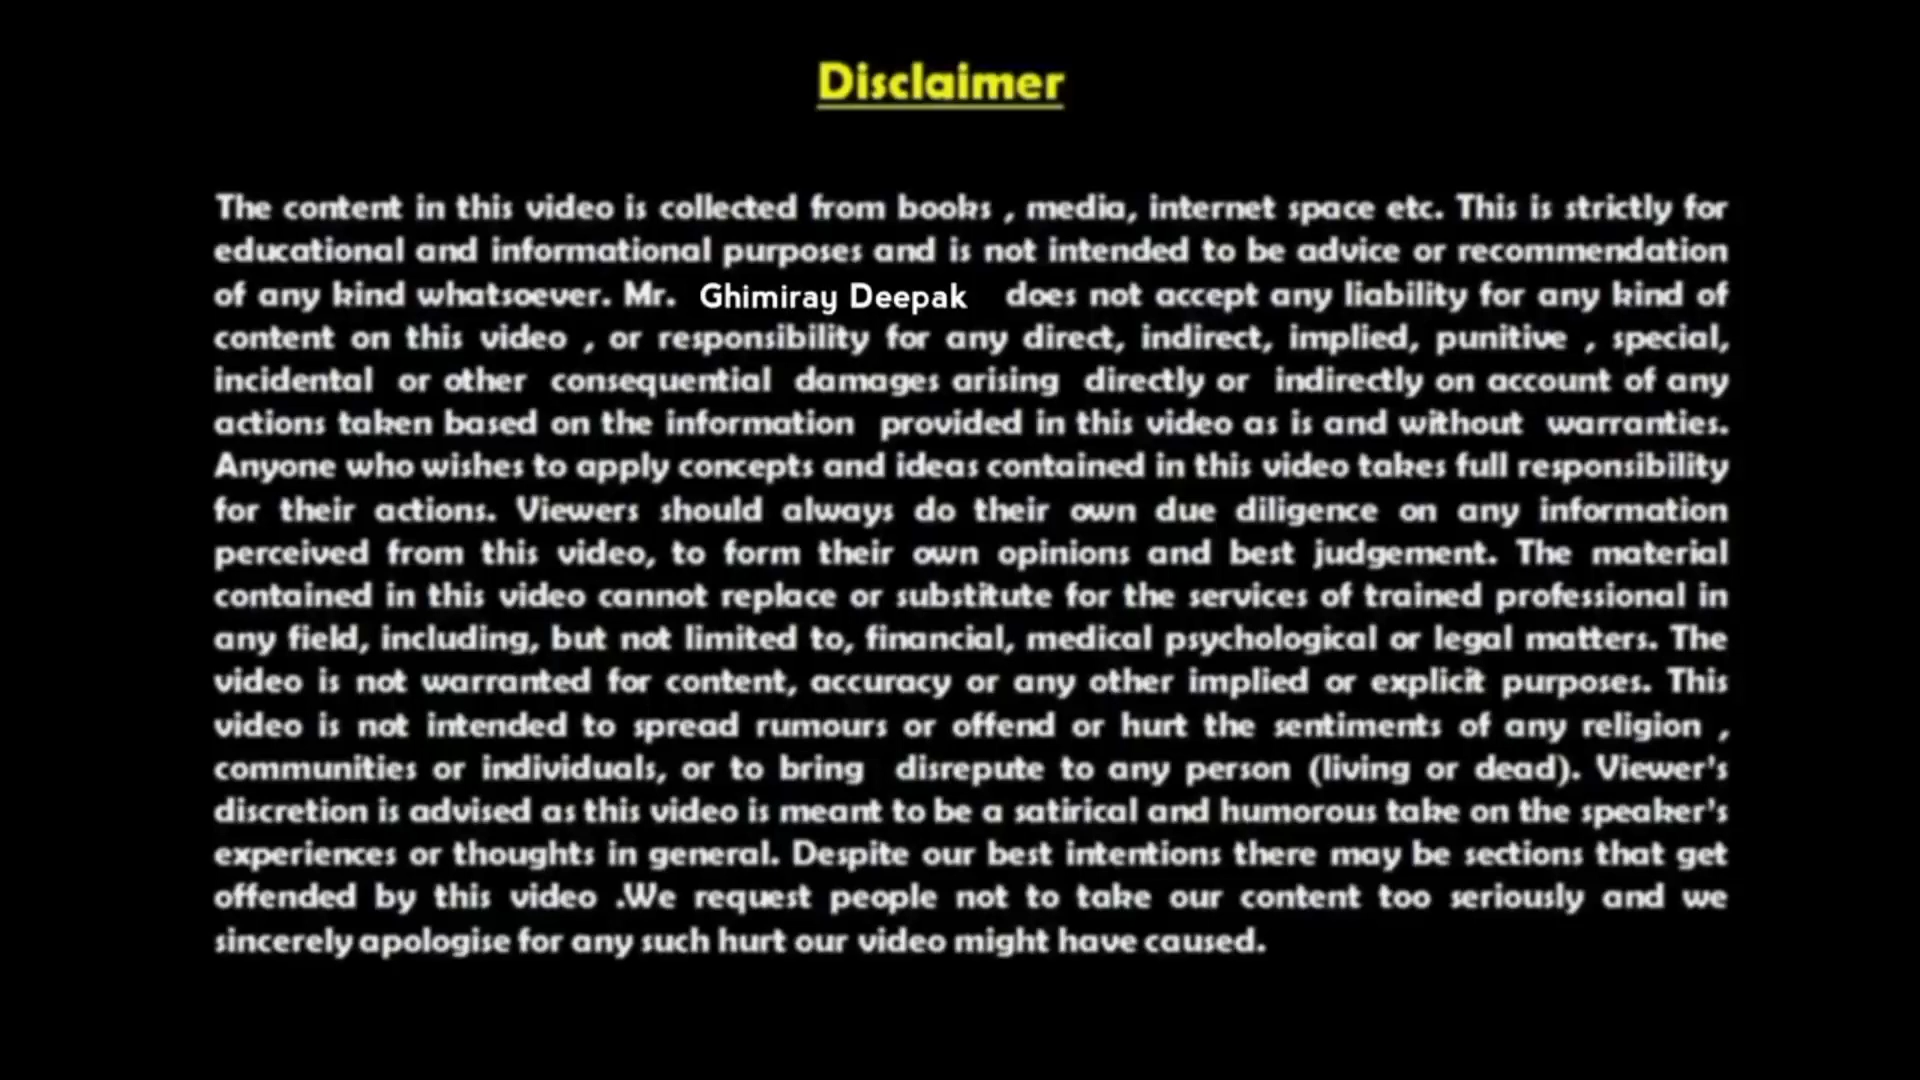 Disclaimer
The content in this video is collected from books , media, internet space etc. This is strictly for
educational and informational purposes and is not intended to be advice or recommendation
of any kind whatsoever. Mr. Ghimiray Deepak does not accept any liability for any kind of
content on this video , or responsibility for any direct, indirect, implied, punitive , special,
incidental or other consequential damages arising directly or indirectly on account of any
actions taken based on the information provided in this video as is and without warranties.
Anyone who wishes to apply concepts and ideas contained in this video takes full responsibility
for their actions. Viewers should always do their own due diligence on any information
perceived from this video, to form their own opinions and best judgement. The material
contained in this video cannot replace or substitute for the services of trained professional in
any field, including, but not limited to, financial, medical psychological or legal matters. The
video is not warranted for content, accuracy or any other implied or explicit purposes. This
video is not intended to spread rumours or offend or hurt the sentiments of any religion ,
communities or individuals, or to bring disrepute to any person (living or dead). Viewer's
discretion is advised as this video is meant to be a satirical and humorous take on the speaker's
experiences or thoughts in general. Despite our best intentions there may be sections that get
offended by this video .We request people not to take our content too seriously and we
sincerely apologise for any such hurt our video might have caused.